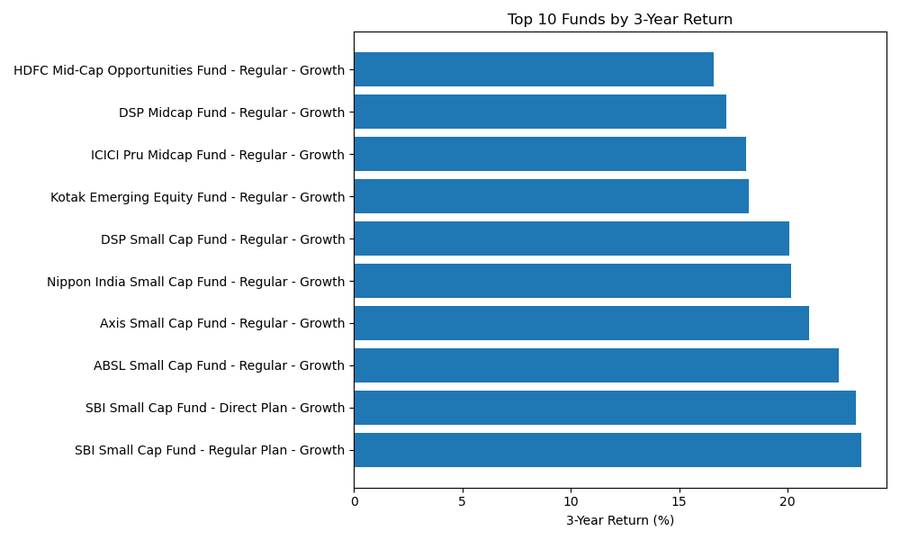 Top 10 Funds by 3-Year Return
HDFC Mid-Cap Opportunities Fund - Regular - Growth
DSP Midcap Fund - Regular - Growth
ICICI Pru Midcap Fund - Regular - Growth
Kotak Emerging Equity Fund - Regular - Growth
DSP Small Cap Fund - Regular - Growth
Nippon India Small Cap Fund - Regular - Growth
Axis Small Cap Fund - Regular - Growth
ABSL Small Cap Fund - Regular - Growth
SBI Small Cap Fund - Direct Plan - Growth
SBI Small Cap Fund - Regular Plan - Growth
0 5 10 15 20
3-Year Return (%)